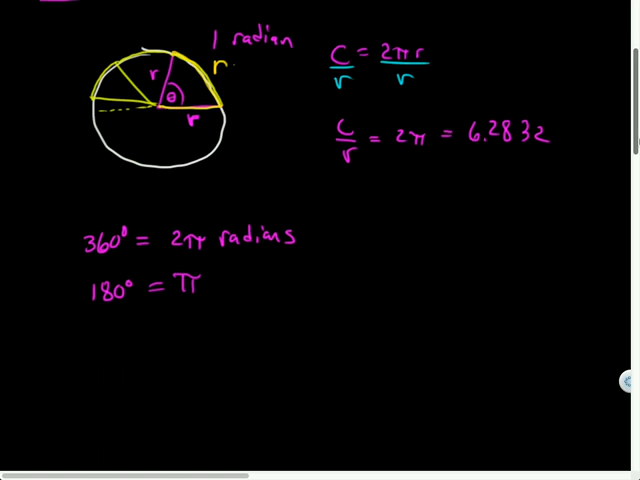 1 radian
r
r
θ
r
C/r = 2πr/r
C/r = 2π = 6.2832
360° = 2π radians
180° = π